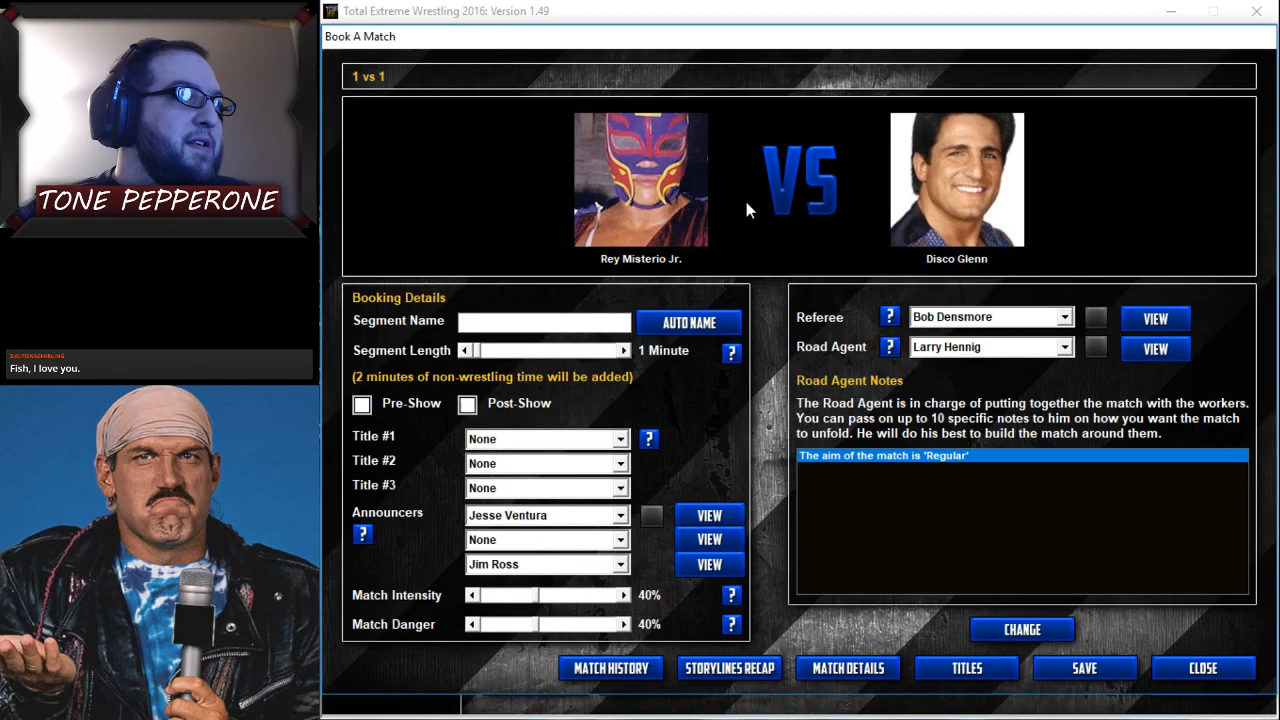 Total Extreme Wrestling 2016: Version 1.49
Book A Match
1 vs 1
VS
Rey Misterio Jr.
Disco Glenn
TONE PEPPERONE
DALTONSCHIRLING
Fish, I love you.
Booking Details
Segment Name
AUTO NAME
Segment Length
1 Minute
?
(2 minutes of non-wrestling time will be added)
Pre-Show
Post-Show
Title #1
None
?
Title #2
None
Title #3
None
Announcers
Jesse Ventura
VIEW
?
None
VIEW
Jim Ross
VIEW
Match Intensity
40%
?
Match Danger
40%
?
Referee
?
Bob Densmore
VIEW
Road Agent
?
Larry Hennig
VIEW
Road Agent Notes
The Road Agent is in charge of putting together the match with the workers.
You can pass on up to 10 specific notes to him on how you want the match
to unfold. He will do his best to build the match around them.
The aim of the match is 'Regular'
CHANGE
MATCH HISTORY
STORYLINES RECAP
MATCH DETAILS
TITLES
SAVE
CLOSE